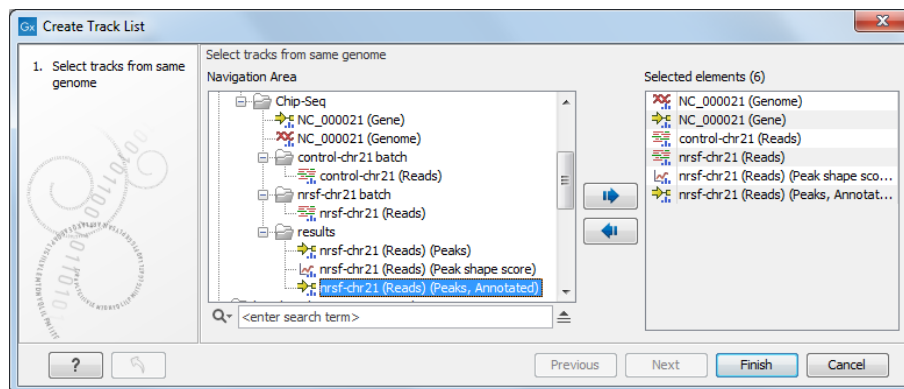 Gx Create Track List
X
1. Select tracks from same
genome
Select tracks from same genome
Navigation Area
Chip-Seq
NC_000021 (Gene)
NC_000021 (Genome)
control-chr21 batch
control-chr21 (Reads)
nrsf-chr21 batch
nrsf-chr21 (Reads)
results
nrsf-chr21 (Reads) (Peaks)
nrsf-chr21 (Reads) (Peak shape score)
nrsf-chr21 (Reads) (Peaks, Annotated)
<enter search term>
Selected elements (6)
NC_000021 (Genome)
NC_000021 (Gene)
control-chr21 (Reads)
nrsf-chr21 (Reads)
nrsf-chr21 (Reads) (Peak shape sco...
nrsf-chr21 (Reads) (Peaks, Annotat...
?
Previous
Next
Finish
Cancel